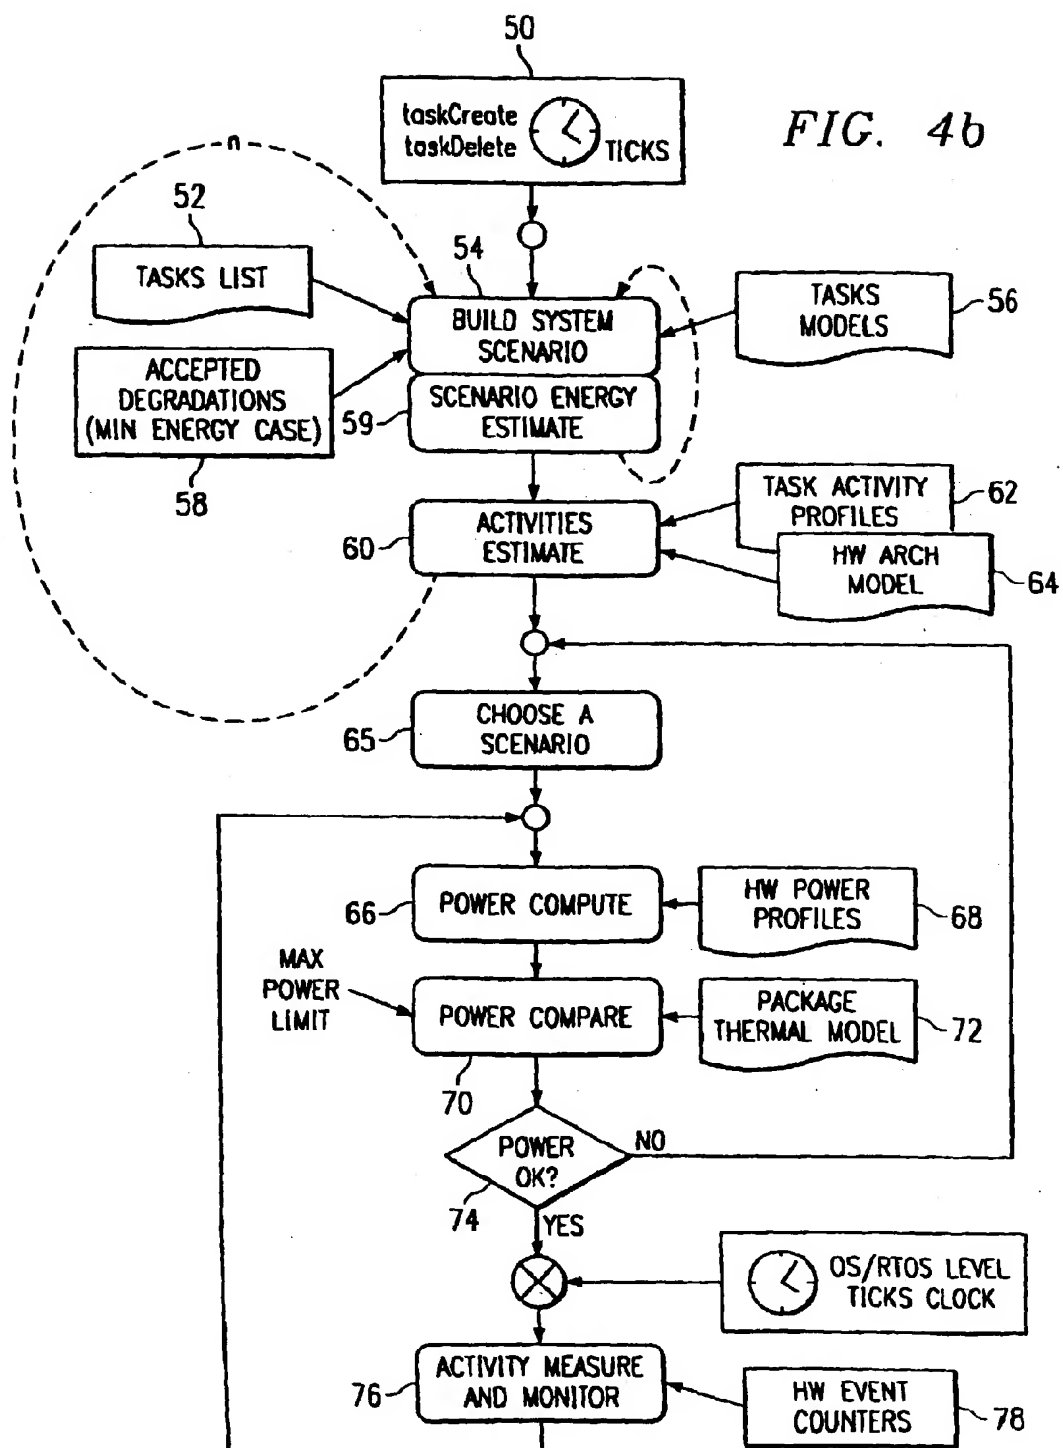 50
taskCreate
taskDelete
TICKS
FIG. 4b
n
52
TASKS LIST
54
BUILD SYSTEM
SCENARIO
TASKS
MODELS
56
ACCEPTED
DEGRADATIONS
(MIN ENERGY CASE)
58
59
SCENARIO ENERGY
ESTIMATE
60
ACTIVITIES
ESTIMATE
TASK ACTIVITY
PROFILES
62
HW ARCH
MODEL
64
65
CHOOSE A
SCENARIO
66
POWER COMPUTE
HW POWER
PROFILES
68
MAX
POWER
LIMIT
POWER COMPARE
70
PACKAGE
THERMAL MODEL
72
POWER
OK?
NO
74
YES
OS/RTOS LEVEL
TICKS CLOCK
76
ACTIVITY MEASURE
AND MONITOR
HW EVENT
COUNTERS
78